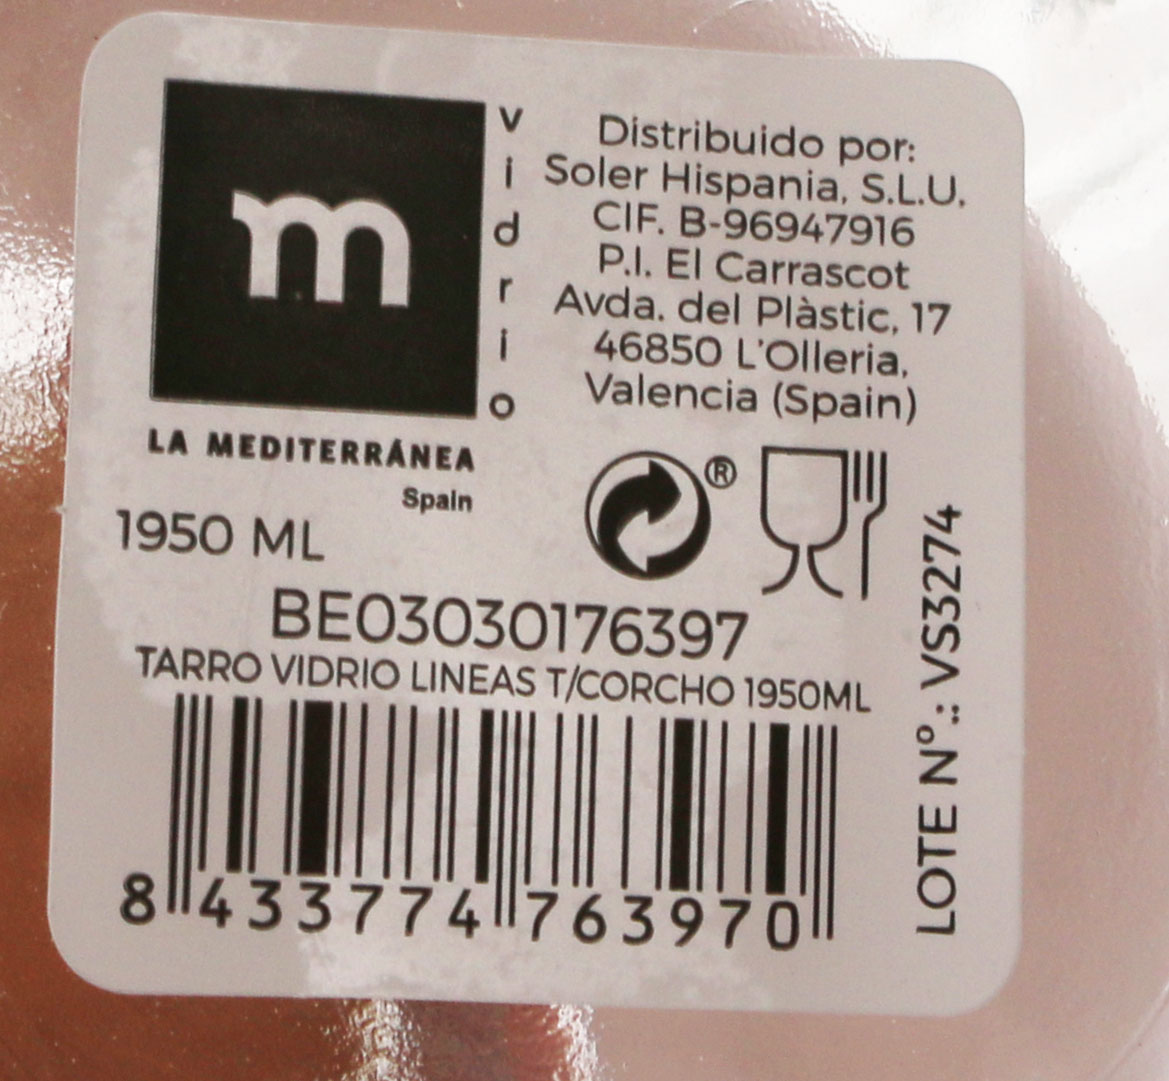 m
vidrio
LA MEDITERRÁNEA
Spain
1950 ML
Distribuido por:
Soler Hispania, S.L.U.
CIF. B-96947916
P.I. El Carrascot
Avda. del Plàstic, 17
46850 L'Olleria,
Valencia (Spain)
®
BE03030176397
TARRO VIDRIO LINEAS T/CORCHO 1950ML
8 433774 763970
LOTE Nº.: VS3274